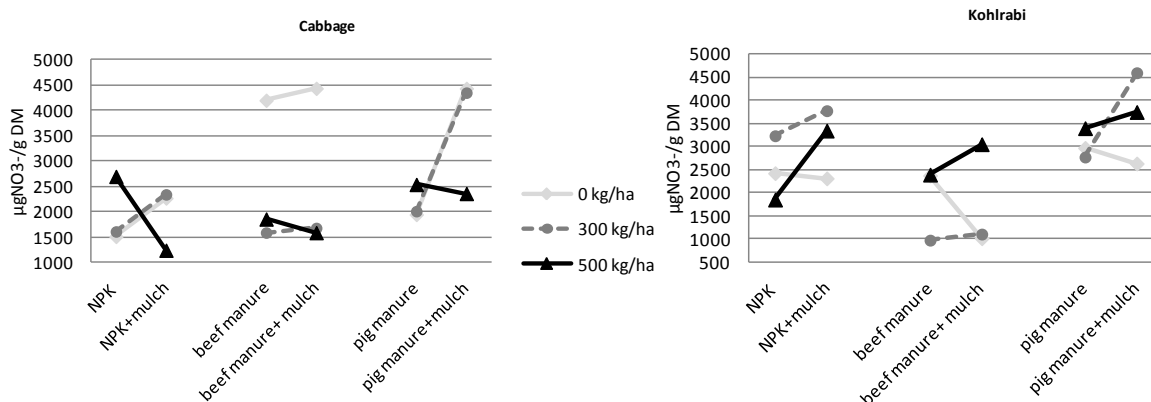 Cabbage
µgNO3-/g DM
5000
4500
4000
3500
3000
2500
2000
1500
1000
NPK
NPK+mulch
beef manure
beef manure+ mulch
pig manure
pig manure+mulch
0 kg/ha
300 kg/ha
500 kg/ha
Kohlrabi
µgNO3-/g DM
5000
4500
4000
3500
3000
2500
2000
1500
1000
500
NPK
NPK+mulch
beef manure
beef manure+ mulch
pig manure
pig manure+mulch